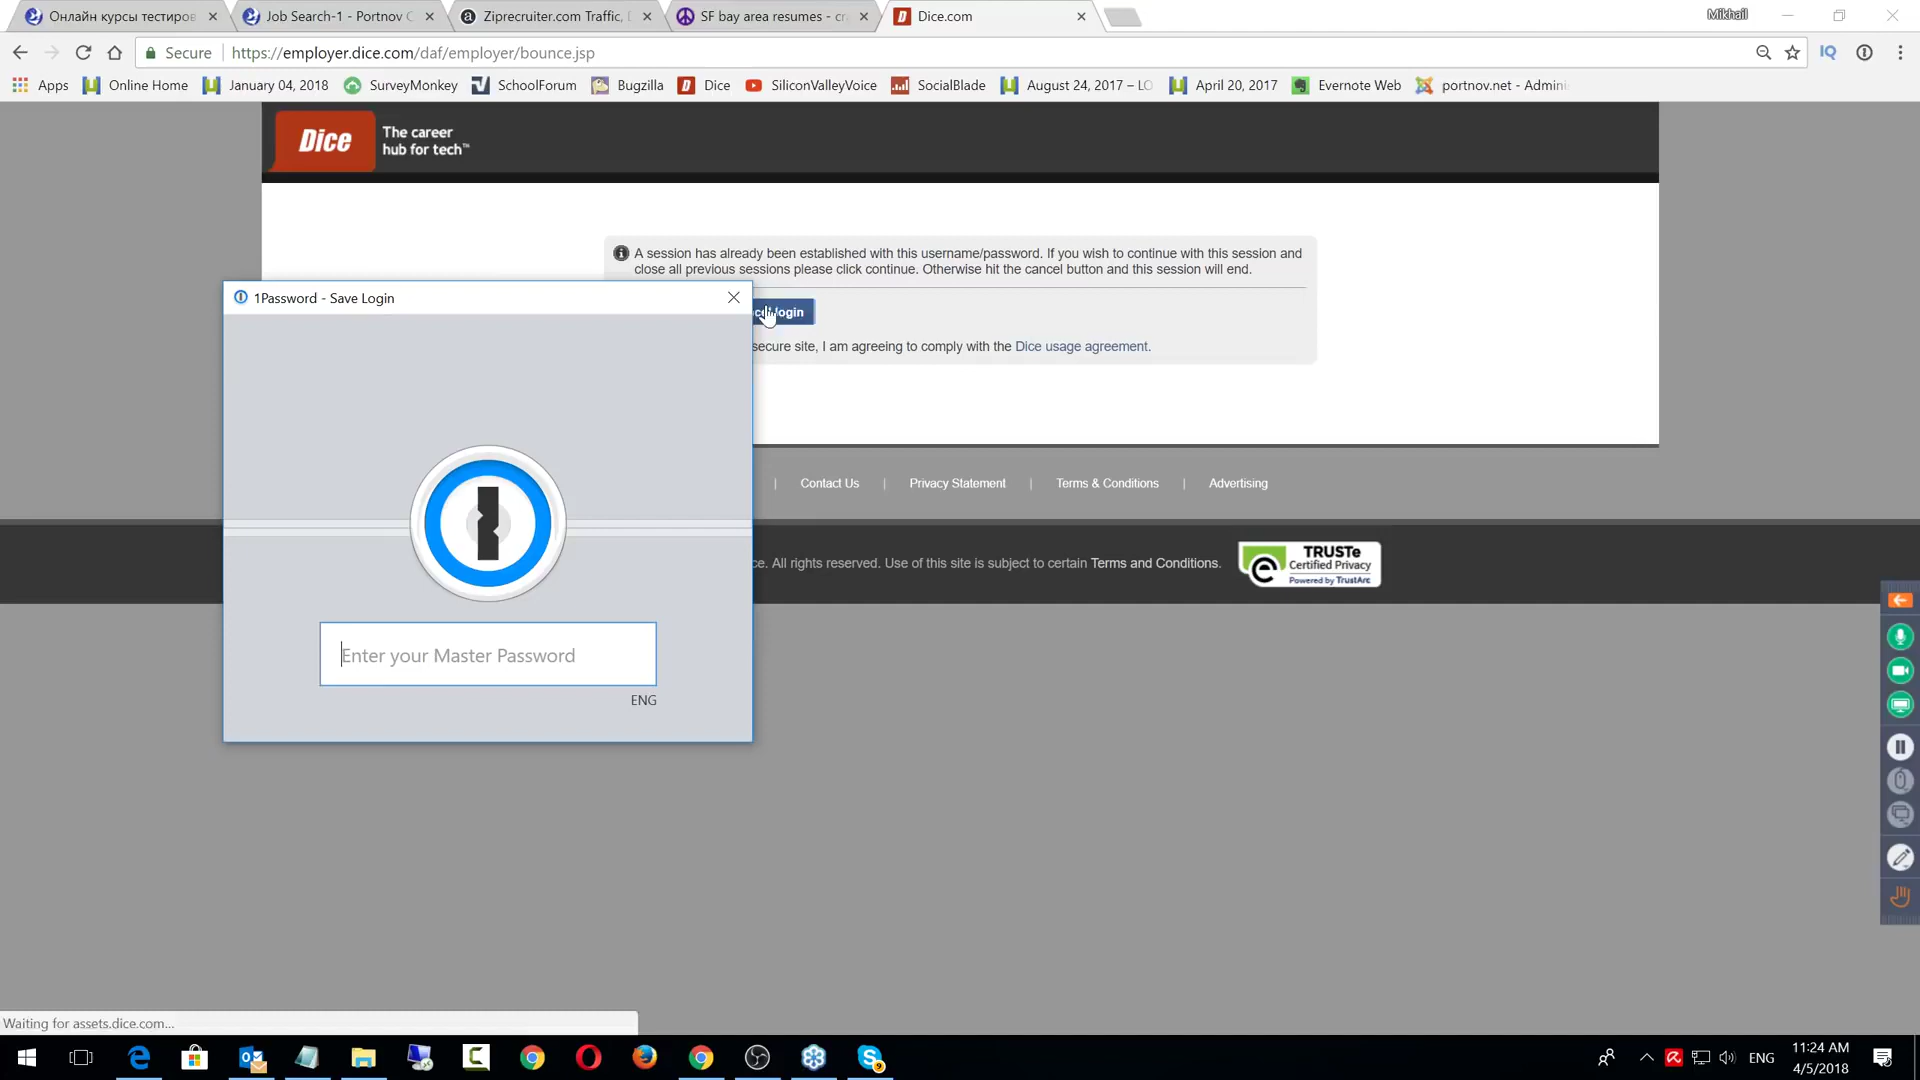 Онлайн курсы тестиров
Job Search-1 - Portnov C
Ziprecruiter.com Traffic,
SF bay area resumes - cr
Dice.com
Mikhail
Secure
https://employer.dice.com/daf/employer/bounce.jsp
Apps
Online Home
January 04, 2018
SurveyMonkey
SchoolForum
Bugzilla
Dice
SiliconValleyVoice
SocialBlade
August 24, 2017 – LO
April 20, 2017
Evernote Web
portnov.net - Admini
Dice
The career
hub for tech™
A session has already been established with this username/password. If you wish to continue with this session and
close all previous sessions please click continue. Otherwise hit the cancel button and this session will end.
1Password - Save Login
login
secure site, I am agreeing to comply with the Dice usage agreement.
Contact Us
Privacy Statement
Terms & Conditions
Advertising
ce. All rights reserved. Use of this site is subject to certain Terms and Conditions.
TRUSTe
Certified Privacy
Powered by TrustArc
Enter your Master Password
ENG
Waiting for assets.dice.com...
ENG
11:24 AM
4/5/2018